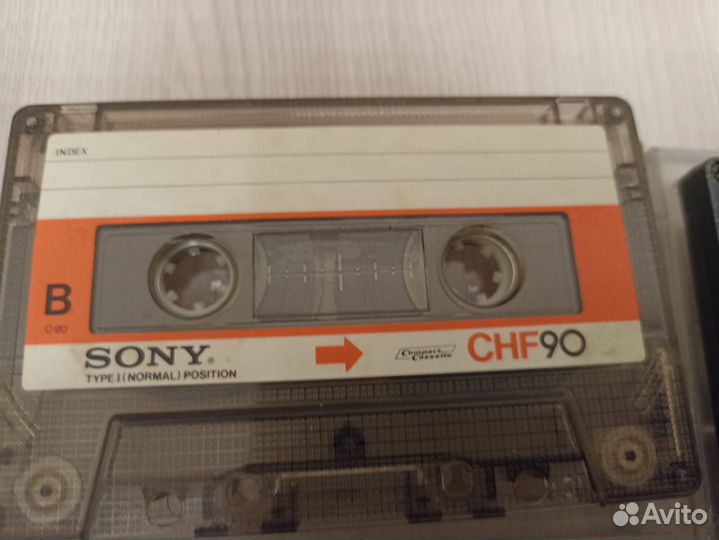 INDEX
B
C-90
SONY®
TYPE I (NORMAL) POSITION
Compact Cassette
CHF90
Avito